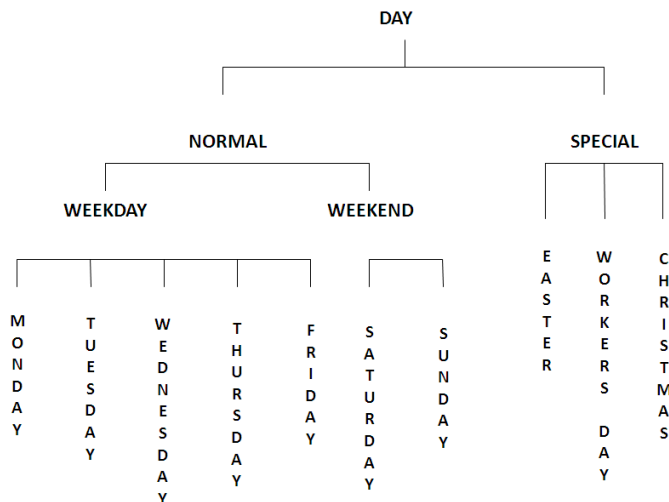 DAY
NORMAL
SPECIAL
WEEKDAY
WEEKEND
MONDAY
TUESDAY
WEDNESDAY
THURSDAY
FRIDAY
SATURDAY
SUNDAY
EASTER
WORKERS DAY
CHRISTMAS